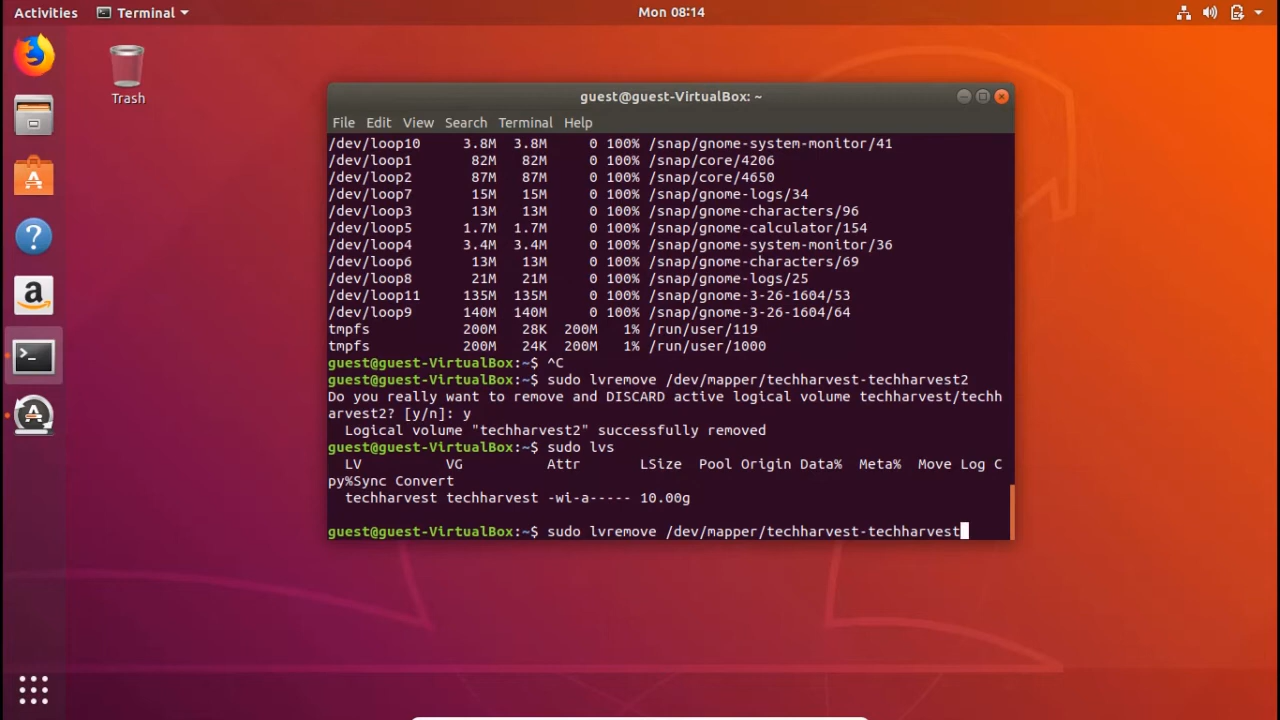 Activities Terminal Mon 08:14
Trash
guest@guest-VirtualBox: ~
File Edit View Search Terminal Help
/dev/loop10 3.8M 3.8M 0 100% /snap/gnome-system-monitor/41
/dev/loop1 82M 82M 0 100% /snap/core/4206
/dev/loop2 87M 87M 0 100% /snap/core/4650
/dev/loop7 15M 15M 0 100% /snap/gnome-logs/34
/dev/loop3 13M 13M 0 100% /snap/gnome-characters/96
/dev/loop5 1.7M 1.7M 0 100% /snap/gnome-calculator/154
/dev/loop4 3.4M 3.4M 0 100% /snap/gnome-system-monitor/36
/dev/loop6 13M 13M 0 100% /snap/gnome-characters/69
/dev/loop8 21M 21M 0 100% /snap/gnome-logs/25
/dev/loop11 135M 135M 0 100% /snap/gnome-3-26-1604/53
/dev/loop9 140M 140M 0 100% /snap/gnome-3-26-1604/64
tmpfs 200M 28K 200M 1% /run/user/119
tmpfs 200M 24K 200M 1% /run/user/1000
guest@guest-VirtualBox:~$ ^C
guest@guest-VirtualBox:~$ sudo lvremove /dev/mapper/techharvest-techharvest2
Do you really want to remove and DISCARD active logical volume techharvest/techh
arvest2? [y/n]: y
Logical volume "techharvest2" successfully removed
guest@guest-VirtualBox:~$ sudo lvs
LV VG Attr LSize Pool Origin Data% Meta% Move Log C
py%Sync Convert
techharvest techharvest -wi-a----- 10.00g
guest@guest-VirtualBox:~$ sudo lvremove /dev/mapper/techharvest-techharvest